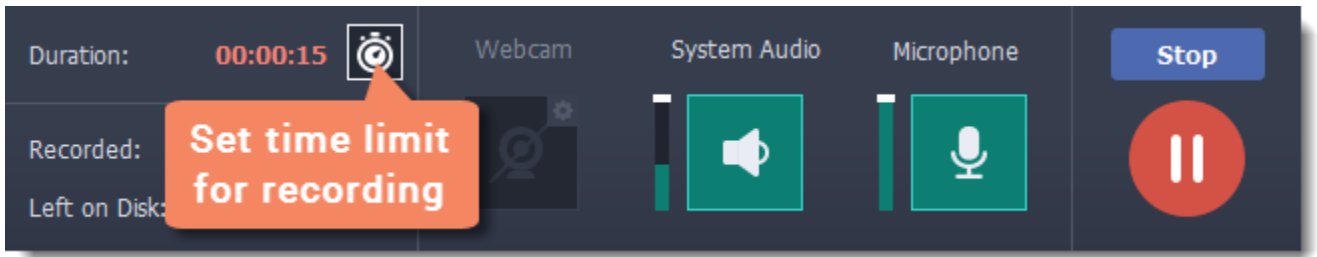 Duration: 00:00:15
Webcam
System Audio
Microphone
Stop
Set time limit
for recording
Recorded:
Left on Disk: